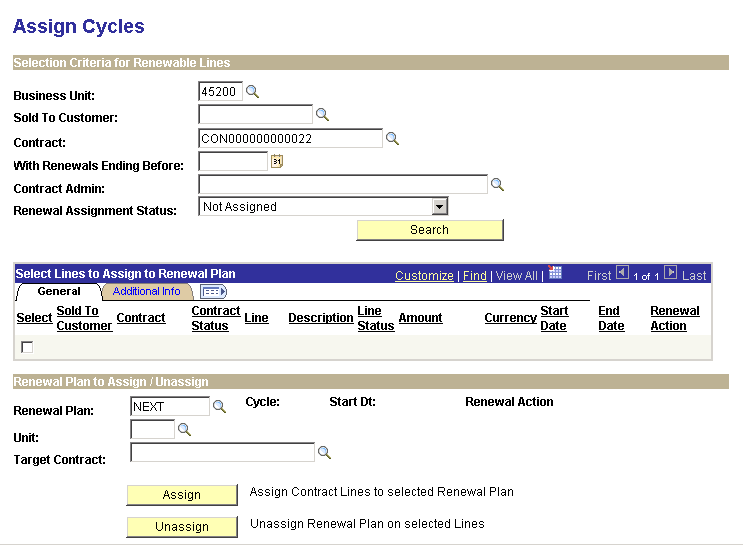 Assign Cycles
Selection Criteria for Renewable Lines
Business Unit: 45200
Sold To Customer:
Contract: CON000000000022
With Renewals Ending Before: 31
Contract Admin:
Renewal Assignment Status: Not Assigned
Search
Select Lines to Assign to Renewal Plan Customize | Find | View All | First 1 of 1 Last
General Additional Info
Select Sold To Customer Contract Contract Status Line Description Line Status Amount Currency Start Date End Date Renewal Action
Renewal Plan to Assign / Unassign
Renewal Plan: NEXT Cycle: Start Dt: Renewal Action
Unit:
Target Contract:
Assign Assign Contract Lines to selected Renewal Plan
Unassign Unassign Renewal Plan on selected Lines